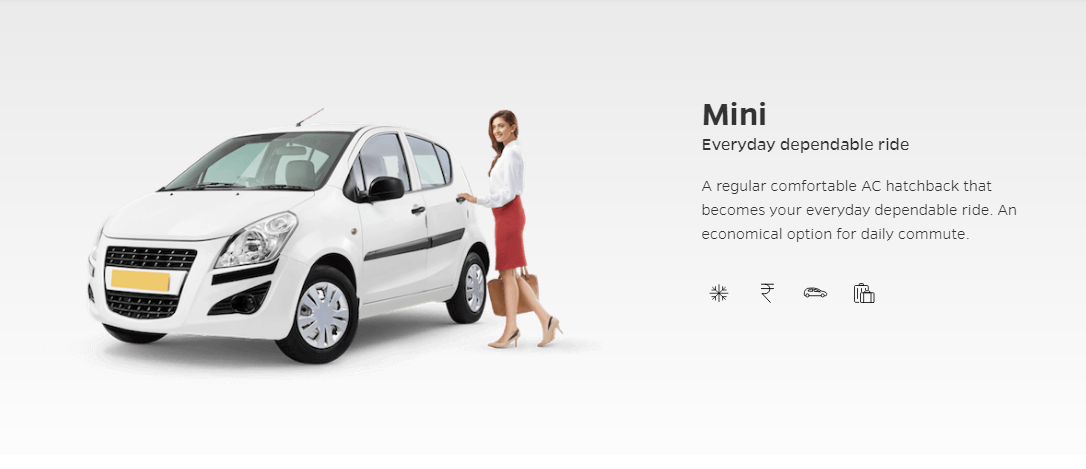 Mini
Everyday dependable ride
A regular comfortable AC hatchback that
becomes your everyday dependable ride. An
economical option for daily commute.